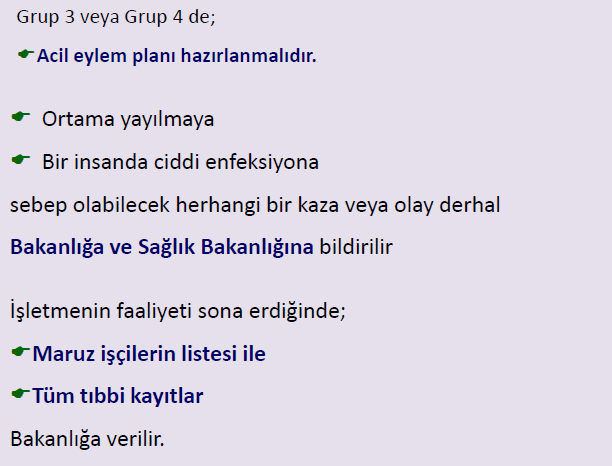 Grup 3 veya Grup 4 de;
☛Acil eylem planı hazırlanmalıdır.
☛ Ortama yayılmaya
☛ Bir insanda ciddi enfeksiyona
sebep olabilecek herhangi bir kaza veya olay derhal
Bakanlığa ve Sağlık Bakanlığına bildirilir
İşletmenin faaliyeti sona erdiğinde;
☛Maruz işçilerin listesi ile
☛Tüm tıbbi kayıtlar
Bakanlığa verilir.